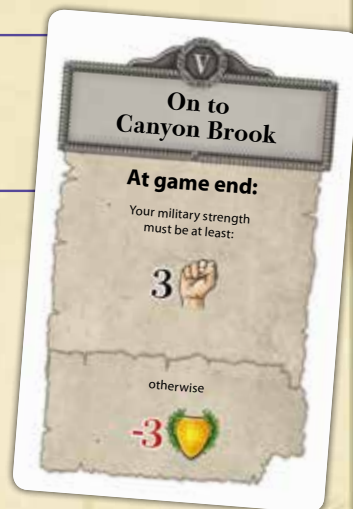 V
On to
Canyon Brook
At game end:
Your military strength
must be at least:
3
otherwise
-3